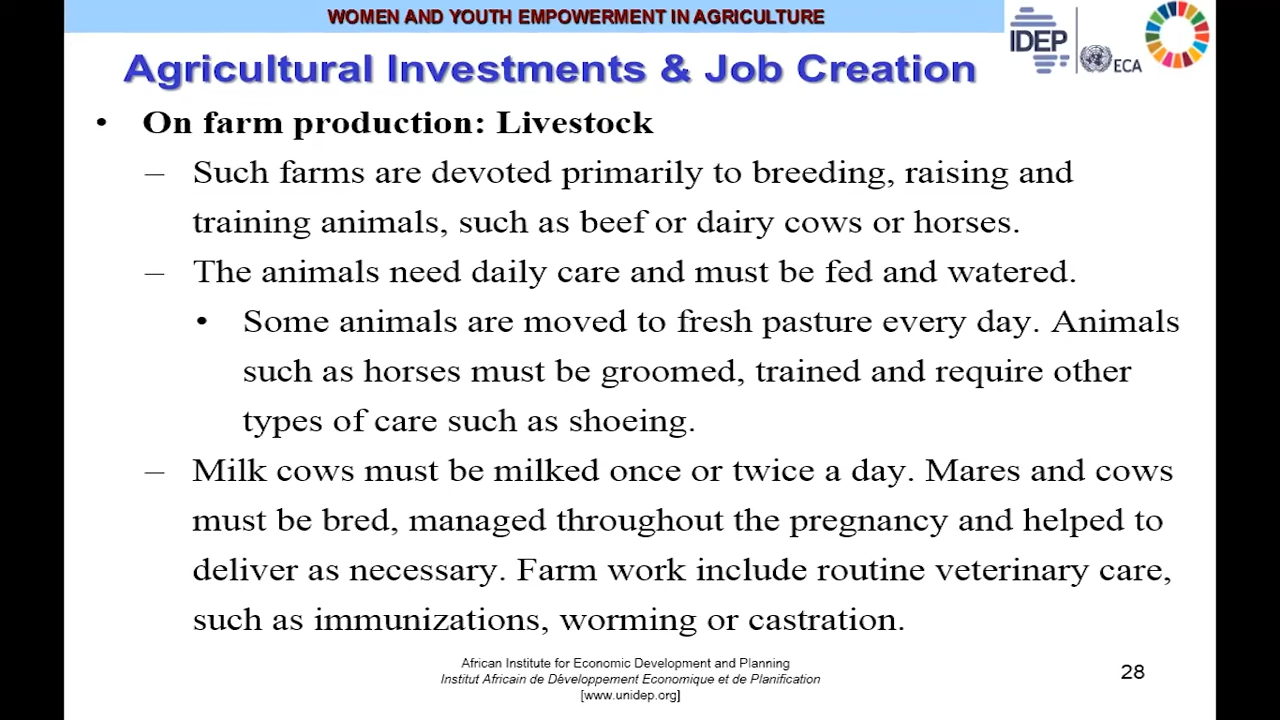 WOMEN AND YOUTH EMPOWERMENT IN AGRICULTURE
IDEP
ECA
Agricultural Investments & Job Creation
• On farm production: Livestock
– Such farms are devoted primarily to breeding, raising and
training animals, such as beef or dairy cows or horses.
– The animals need daily care and must be fed and watered.
• Some animals are moved to fresh pasture every day. Animals
such as horses must be groomed, trained and require other
types of care such as shoeing.
– Milk cows must be milked once or twice a day. Mares and cows
must be bred, managed throughout the pregnancy and helped to
deliver as necessary. Farm work include routine veterinary care,
such as immunizations, worming or castration.
African Institute for Economic Development and Planning
Institut Africain de Développement Economique et de Planification
[www.unidep.org]
28